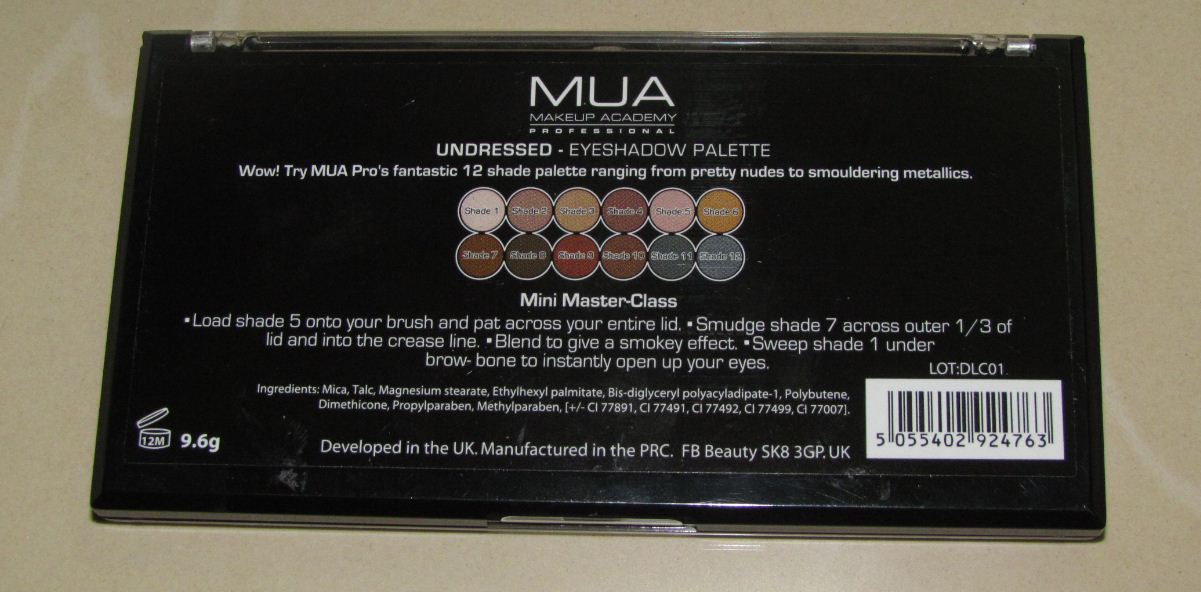 MUA
MAKEUP ACADEMY
PROFESSIONAL
UNDRESSED - EYESHADOW PALETTE
Wow! Try MUA Pro's fantastic 12 shade palette ranging from pretty nudes to smouldering metallics.
Shade 1 Shade 2 Shade 3 Shade 4 Shade 5 Shade 6
Shade 7 Shade 8 Shade 9 Shade 10 Shade 11 Shade 12
Mini Master-Class
▪Load shade 5 onto your brush and pat across your entire lid. ▪Smudge shade 7 across outer 1/3 of
lid and into the crease line. ▪Blend to give a smokey effect. ▪Sweep shade 1 under
brow- bone to instantly open up your eyes.
LOT:DLC01
Ingredients: Mica, Talc, Magnesium stearate, Ethylhexyl palmitate, Bis-diglyceryl polyacyladipate-1, Polybutene,
Dimethicone, Propylparaben, Methylparaben, [+/- CI 77891, CI 77491, CI 77492, CI 77499, CI 77007].
12M 9.6g
Developed in the UK. Manufactured in the PRC. FB Beauty SK8 3GP. UK
5 055402 924763